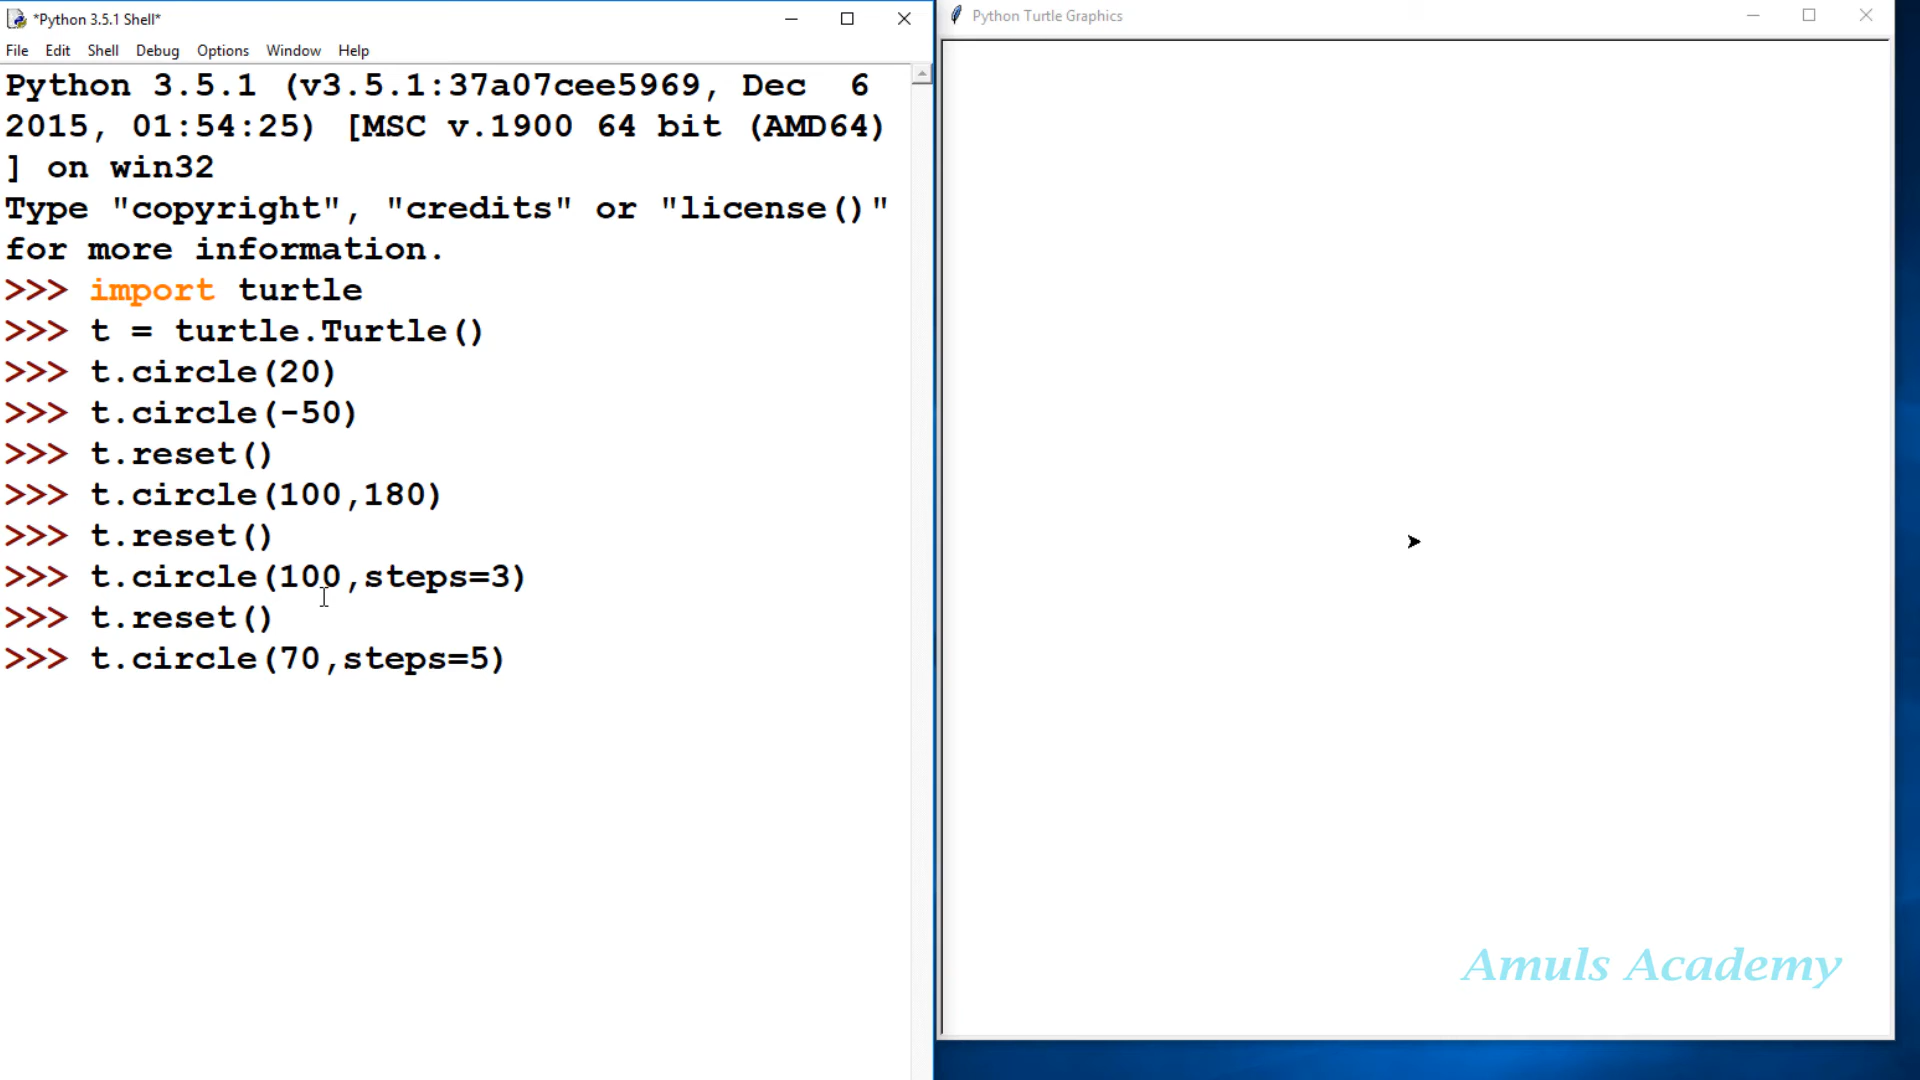 *Python 3.5.1 Shell*
File Edit Shell Debug Options Window Help
Python 3.5.1 (v3.5.1:37a07cee5969, Dec  6
2015, 01:54:25) [MSC v.1900 64 bit (AMD64)
] on win32
Type "copyright", "credits" or "license()"
for more information.
>>> import turtle
>>> t = turtle.Turtle()
>>> t.circle(20)
>>> t.circle(-50)
>>> t.reset()
>>> t.circle(100,180)
>>> t.reset()
>>> t.circle(100,steps=3)
>>> t.reset()
>>> t.circle(70,steps=5)
Python Turtle Graphics
Amuls Academy